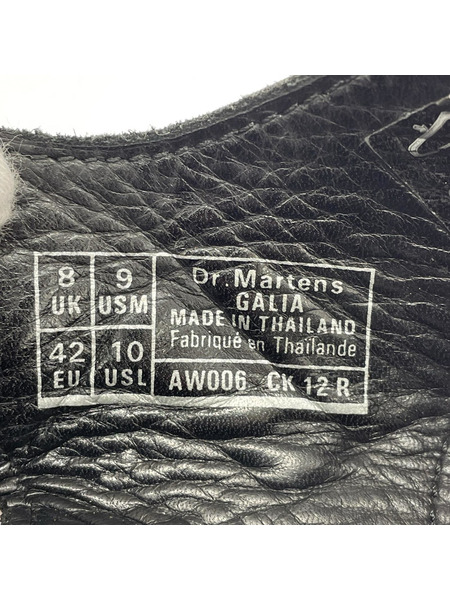 8 UK
9 USM
42 EU
10 USL
Dr. Martens
GALIA
MADE IN THAILAND
Fabriqué en Thaïlande
AW006 CK 12 R